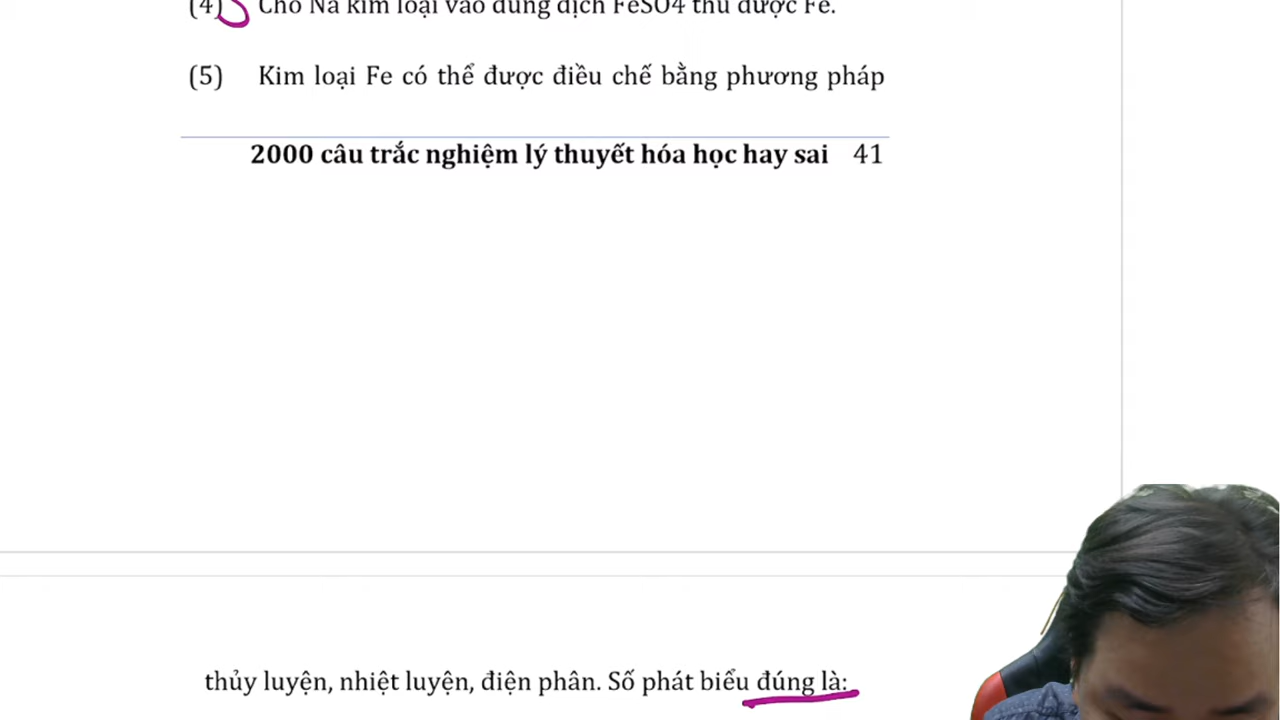 (4) Cho Na kim loại vào dung dịch FeSO4 thu được Fe.
(5) Kim loại Fe có thể được điều chế bằng phương pháp
2000 câu trắc nghiệm lý thuyết hóa học hay sai 41
thủy luyện, nhiệt luyện, điện phân. Số phát biểu đúng là: